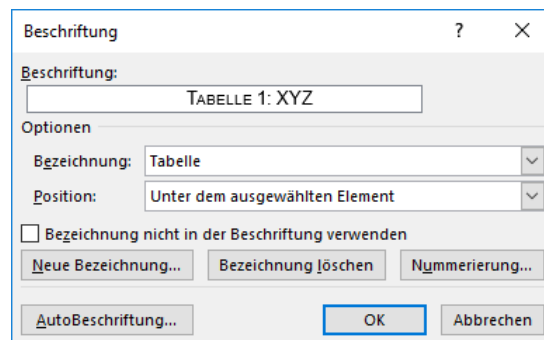 Beschriftung ?
Beschriftung:
TABELLE 1: XYZ
Optionen
Bezeichnung: Tabelle
Position: Unter dem ausgewählten Element
Bezeichnung nicht in der Beschriftung verwenden
Neue Bezeichnung... Bezeichnung löschen Nummerierung...
AutoBeschriftung... OK Abbrechen